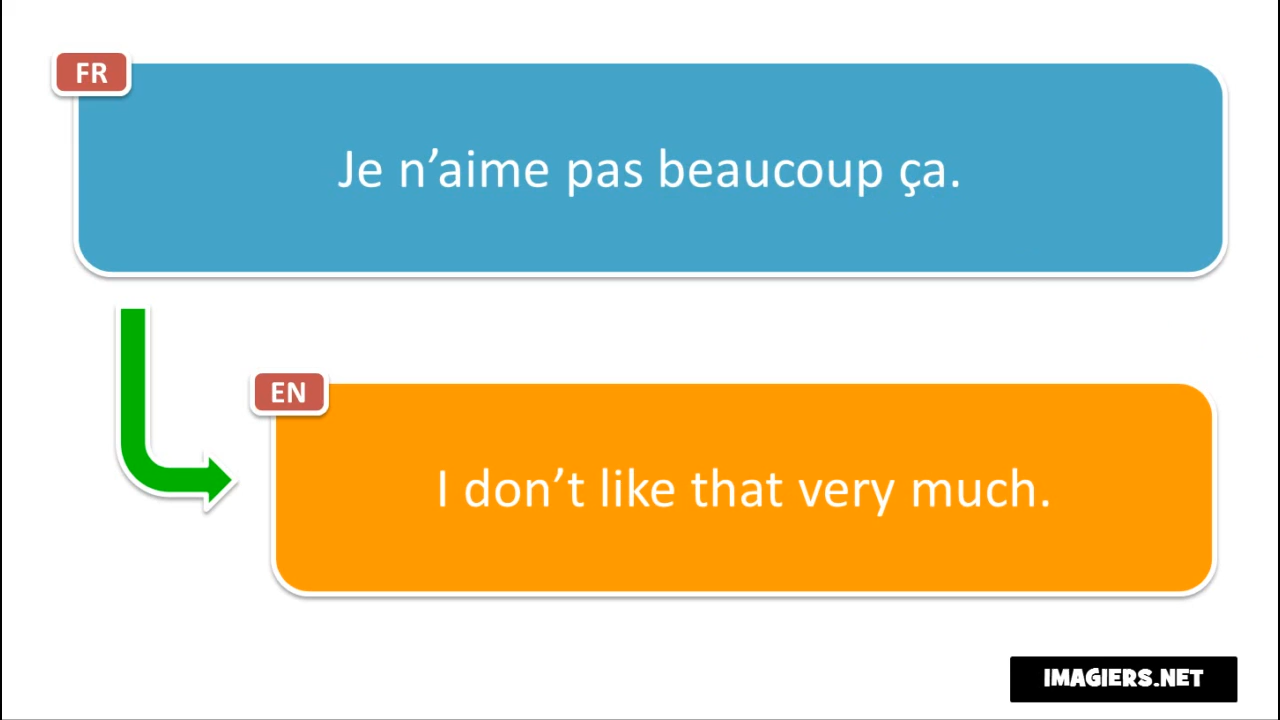 FR
Je n’aime pas beaucoup ça.
EN
I don’t like that very much.
IMAGIERS.NET